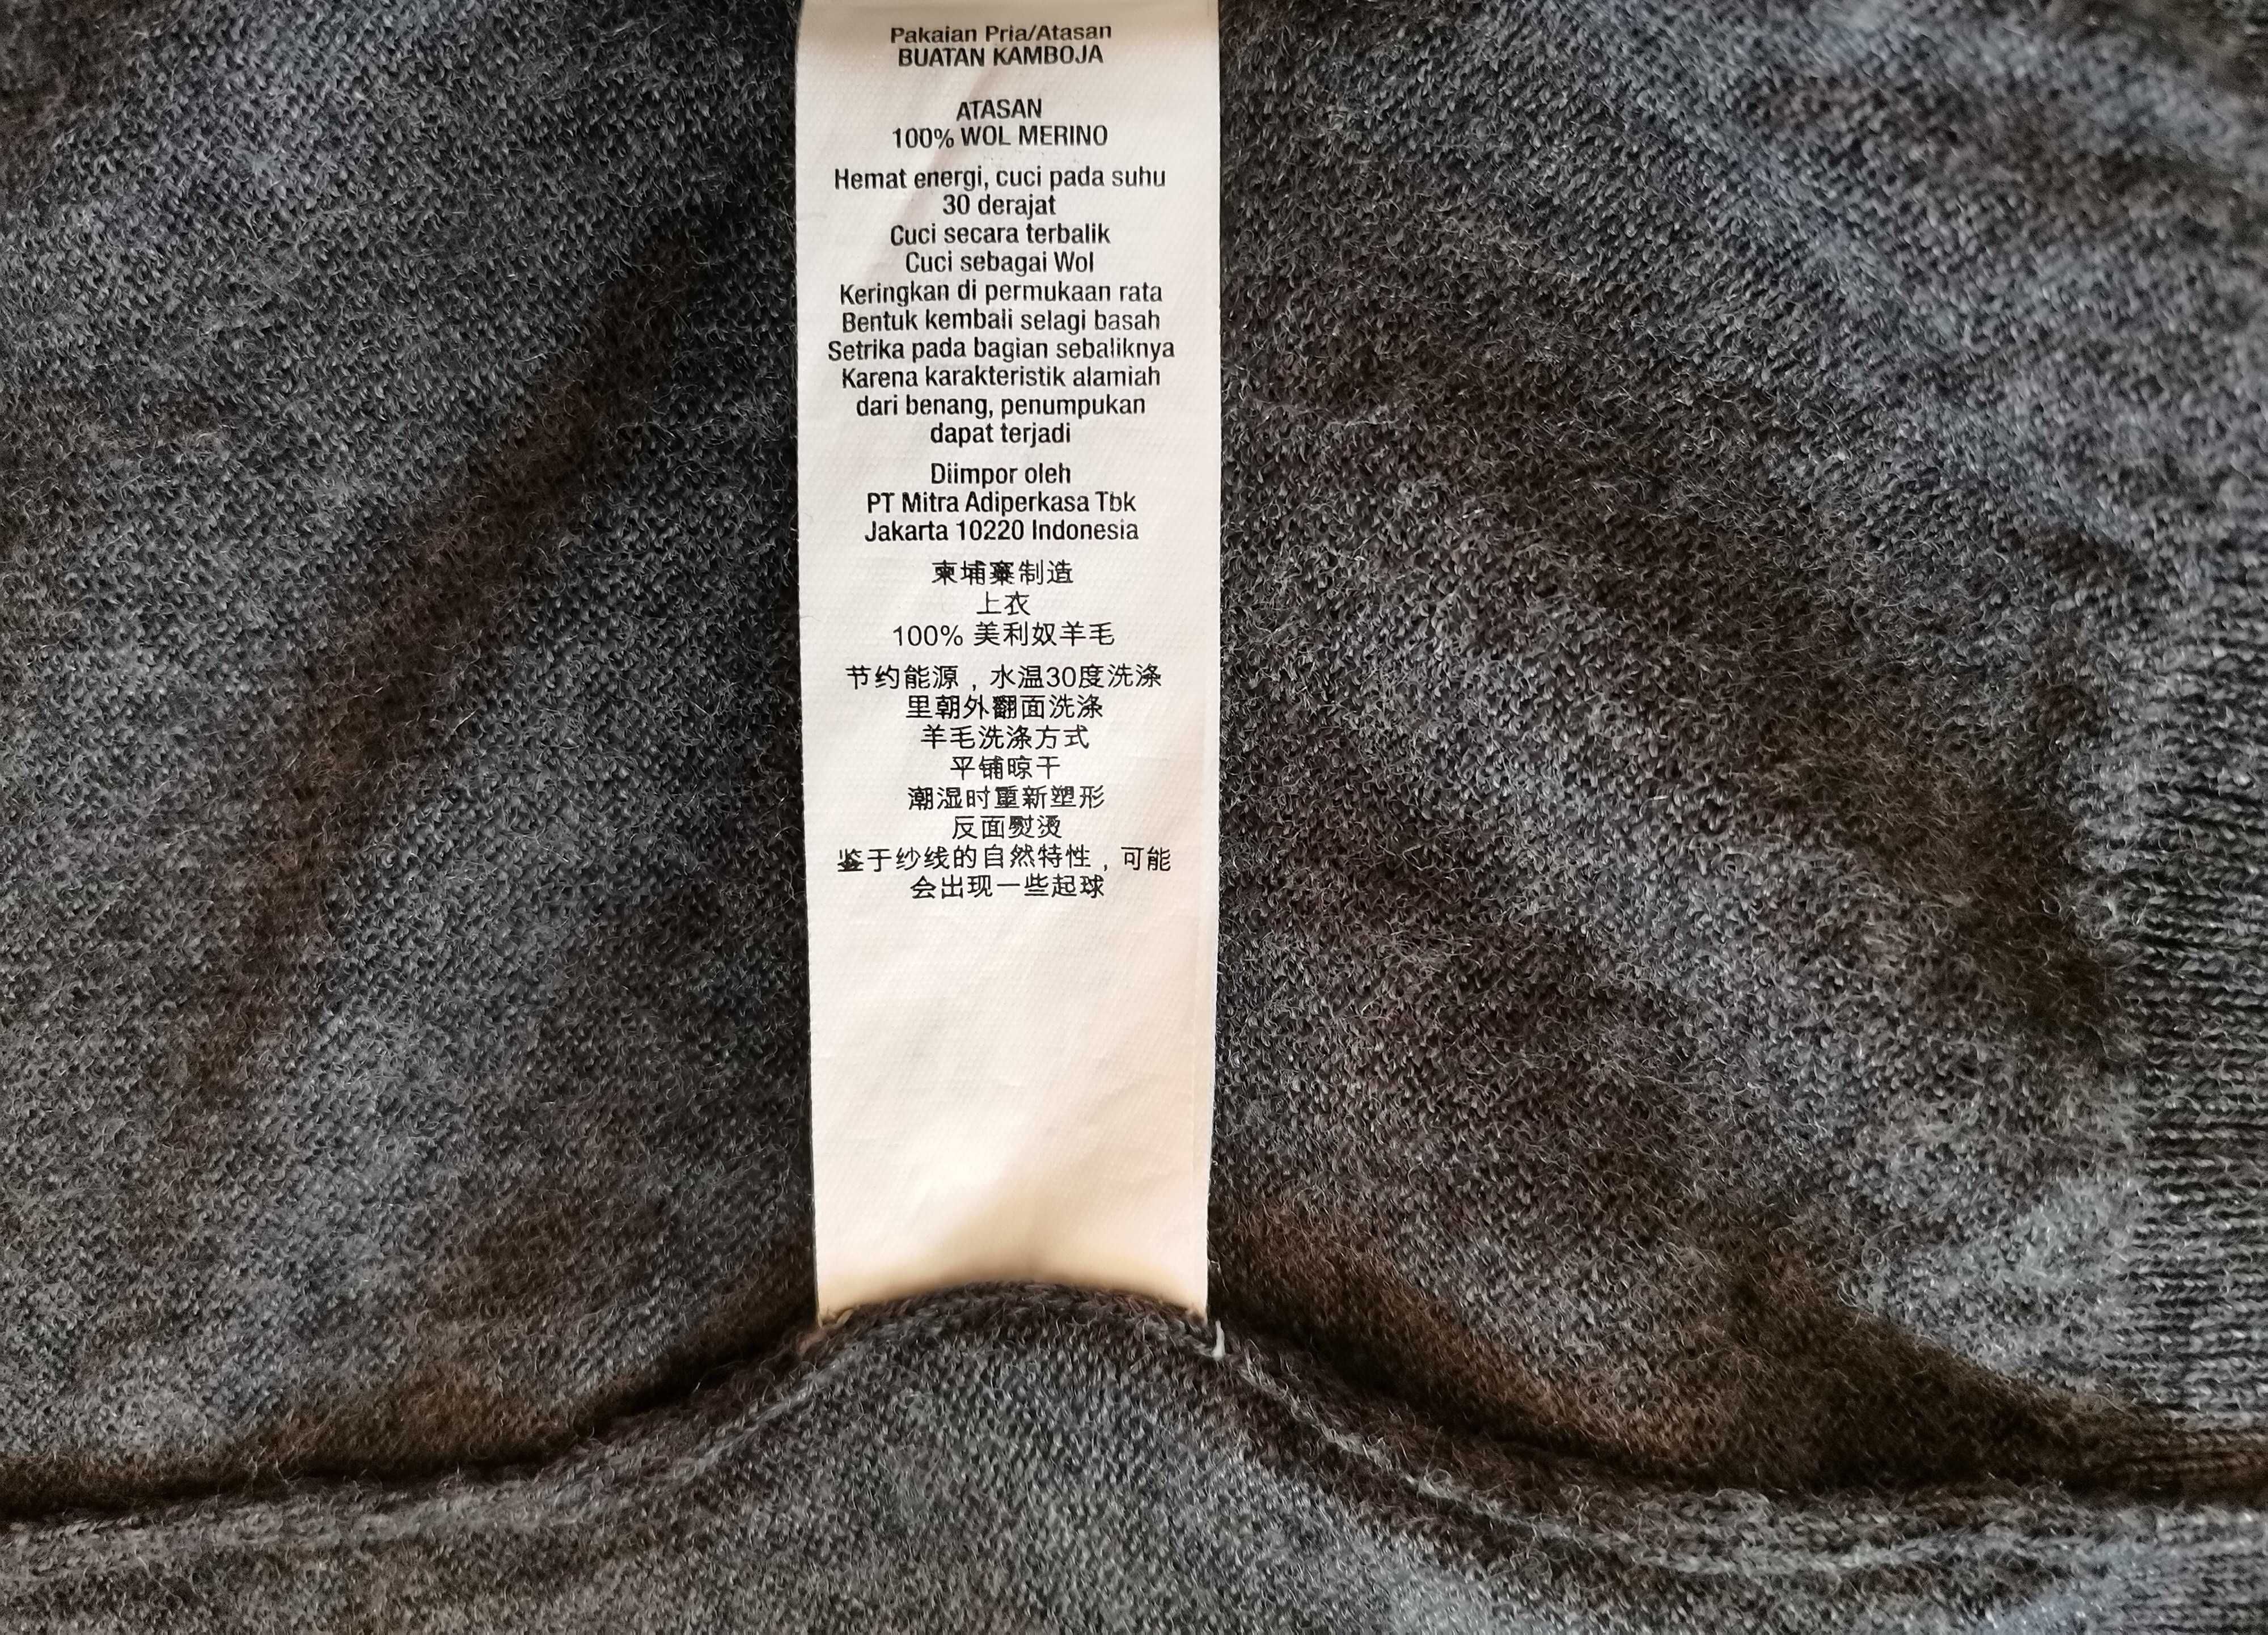 Pakaian Pria/Atasan
BUATAN KAMBOJA
ATASAN
100% WOL MERINO
Hemat energi, cuci pada suhu
30 derajat
Cuci secara terbalik
Cuci sebagai Wol
Keringkan di permukaan rata
Bentuk kembali selagi basah
Setrika pada bagian sebaliknya
Karena karakteristik alamiah
dari benang, penumpukan
dapat terjadi
Diimpor oleh
PT Mitra Adiperkasa Tbk
Jakarta 10220 Indonesia
柬埔寨制造
上衣
100% 美利奴羊毛
节约能源，水温30度洗涤
里朝外翻面洗涤
羊毛洗涤方式
平铺晾干
潮湿时重新塑形
反面熨烫
鉴于纱线的自然特性，可能
会出现一些起球